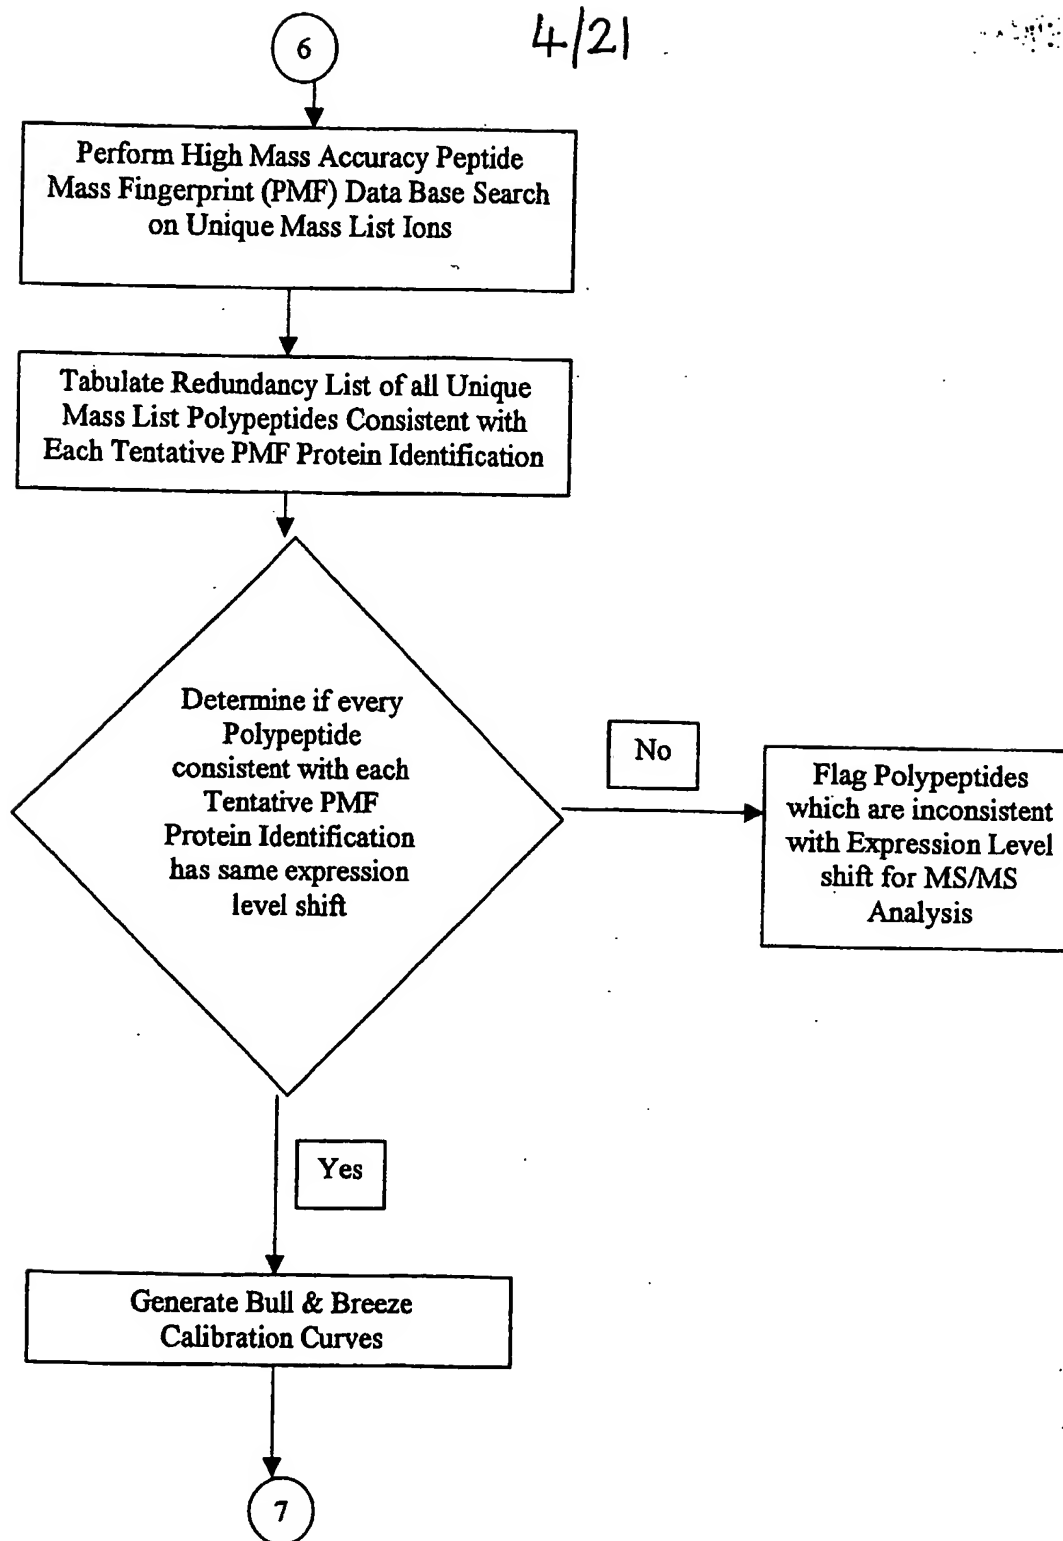 6
4/21
Perform High Mass Accuracy Peptide
Mass Fingerprint (PMF) Data Base Search
on Unique Mass List Ions
Tabulate Redundancy List of all Unique
Mass List Polypeptides Consistent with
Each Tentative PMF Protein Identification
Determine if every
Polypeptide
consistent with each
Tentative PMF
Protein Identification
has same expression
level shift
No
Flag Polypeptides
which are inconsistent
with Expression Level
shift for MS/MS
Analysis
Yes
Generate Bull & Breeze
Calibration Curves
7